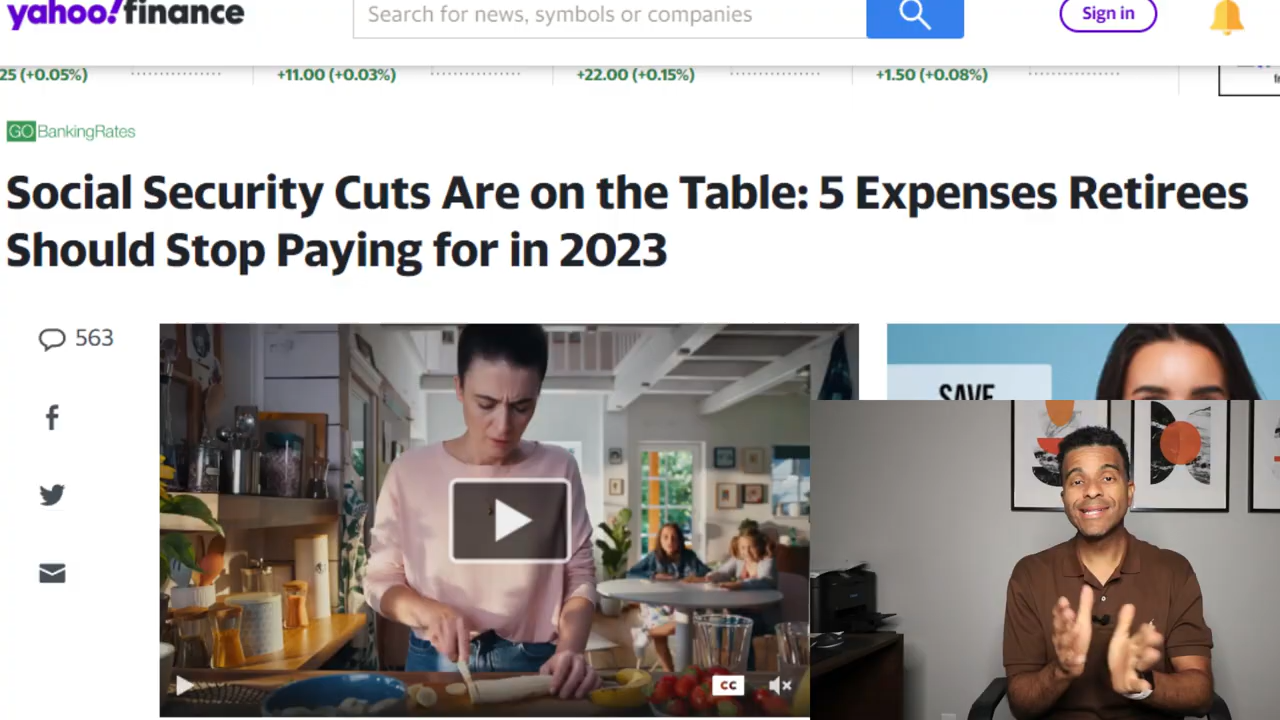 yahoo!finance
Search for news, symbols or companies
Sign in
25 (+0.05%)
+11.00 (+0.03%)
+22.00 (+0.15%)
+1.50 (+0.08%)
GOBankingRates
Social Security Cuts Are on the Table: 5 Expenses Retirees
Should Stop Paying for in 2023
563
SAVE
CC